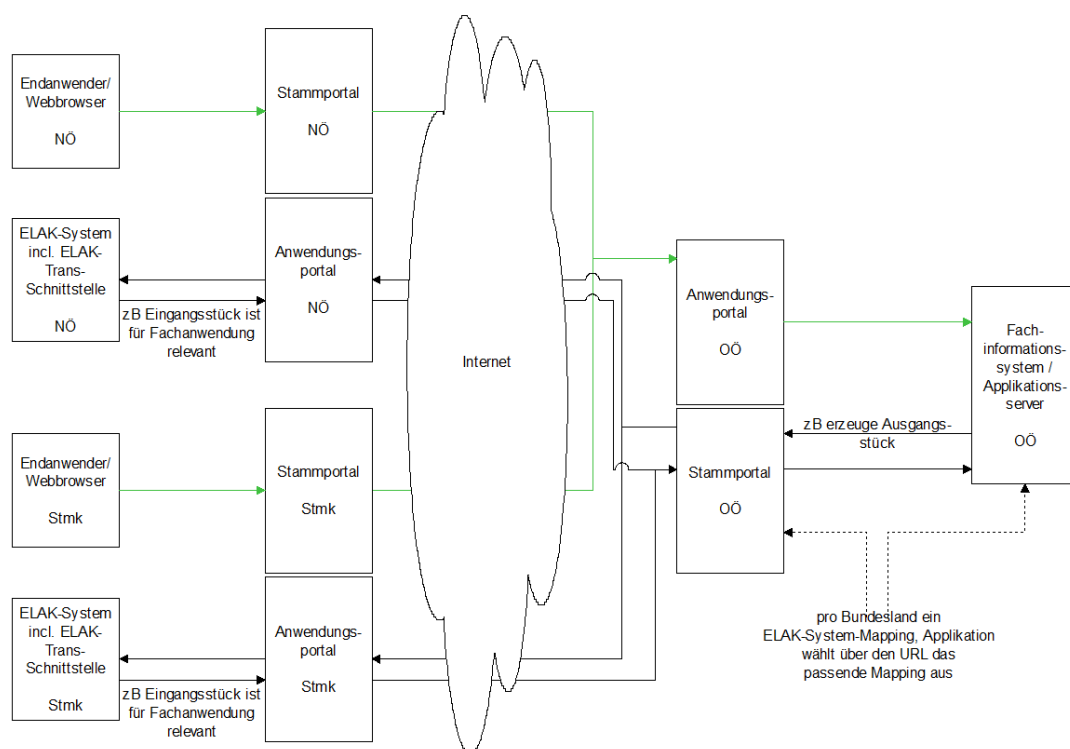 Endanwender/
Webbrowser
NÖ
Stammportal
NÖ
ELAK-System
incl. ELAK-
Trans-
Schnittstelle
NÖ
zB Eingangsstück ist
für Fachanwendung
relevant
Anwendungs-
portal
NÖ
Internet
Anwendungs-
portal
OÖ
Fach-
informations-
system /
Applikations-
server
OÖ
zB erzeuge Ausgangs-
stück
Stammportal
OÖ
Endanwender/
Webbrowser
Stmk
Stammportal
Stmk
ELAK-System
incl. ELAK-
Trans-
Schnittstelle
Stmk
zB Eingangsstück ist
für Fachanwendung
relevant
Anwendungs-
portal
Stmk
pro Bundesland ein
ELAK-System-Mapping, Applikation
wählt über den URL das
passende Mapping aus